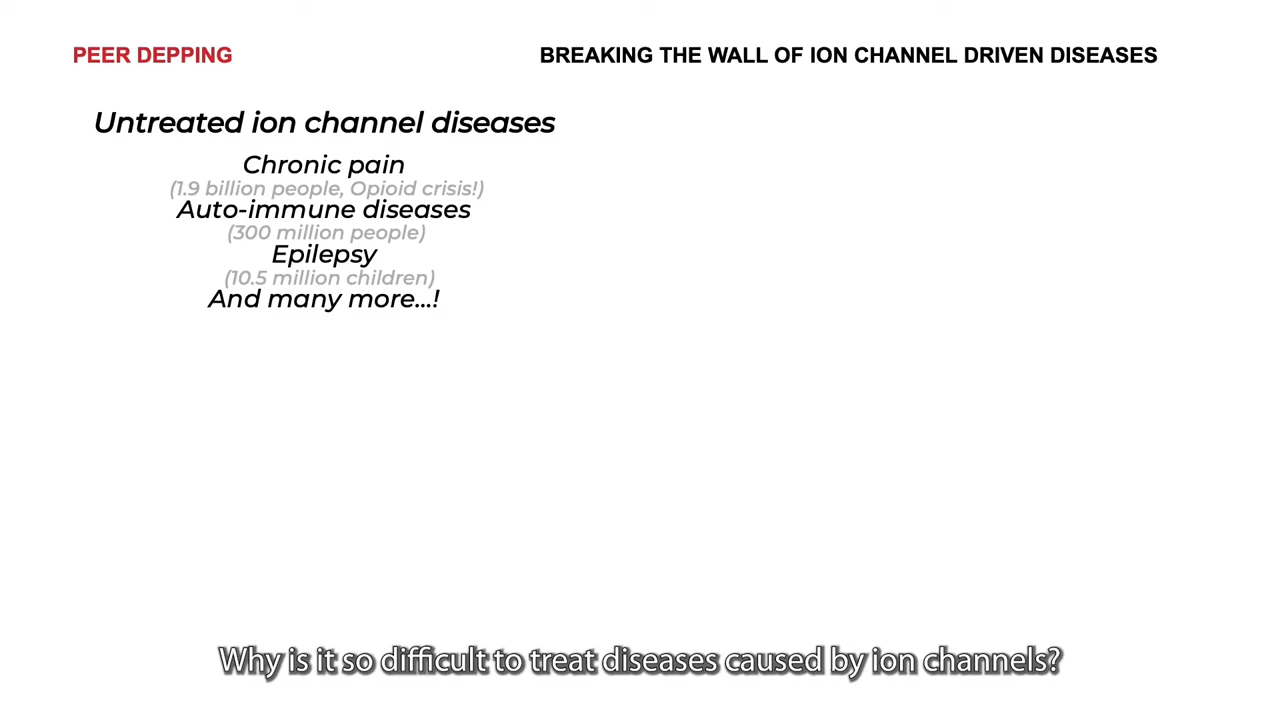 PEER DEPPING
BREAKING THE WALL OF ION CHANNEL DRIVEN DISEASES
Untreated ion channel diseases
Chronic pain
(1.9 billion people, Opioid crisis!)
Auto-immune diseases
(300 million people)
Epilepsy
(10.5 million children)
And many more...!
Why is it so difficult to treat diseases caused by ion channels?